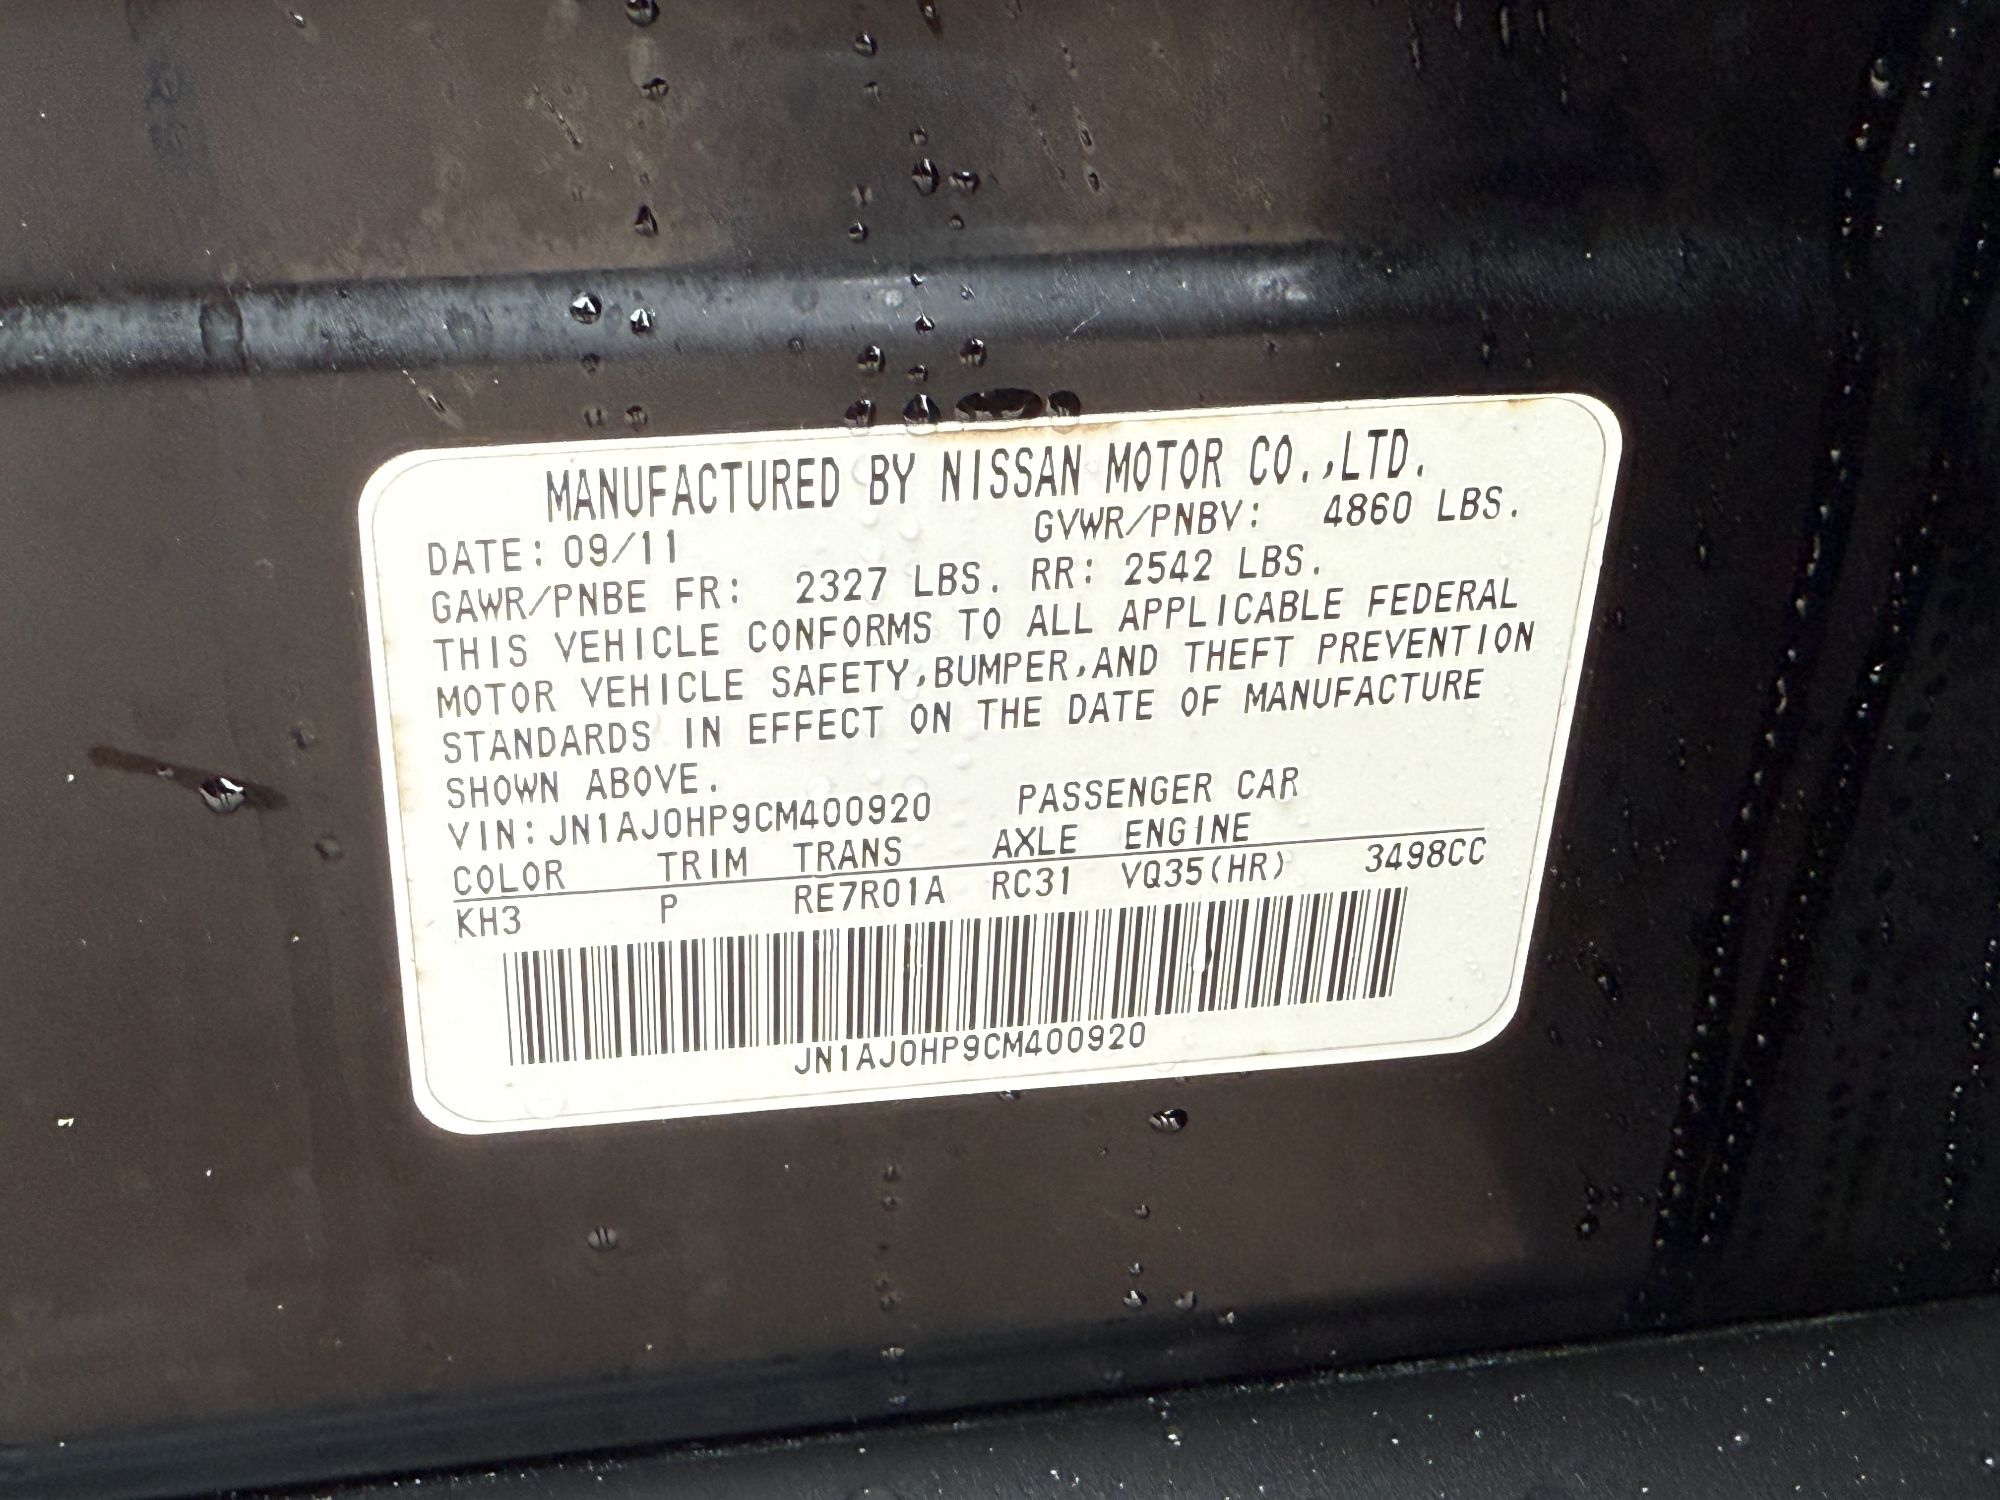 MANUFACTURED BY NISSAN MOTOR CO.,LTD.
DATE: 09/11 GVWR/PNBV: 4860 LBS.
GAWR/PNBE FR: 2327 LBS. RR: 2542 LBS.
THIS VEHICLE CONFORMS TO ALL APPLICABLE FEDERAL
MOTOR VEHICLE SAFETY,BUMPER,AND THEFT PREVENTION
STANDARDS IN EFFECT ON THE DATE OF MANUFACTURE
SHOWN ABOVE.
VIN:JN1AJ0HP9CM400920 PASSENGER CAR
COLOR TRIM TRANS AXLE ENGINE
KH3 P RE7R01A RC31 VQ35(HR) 3498CC
JN1AJ0HP9CM400920